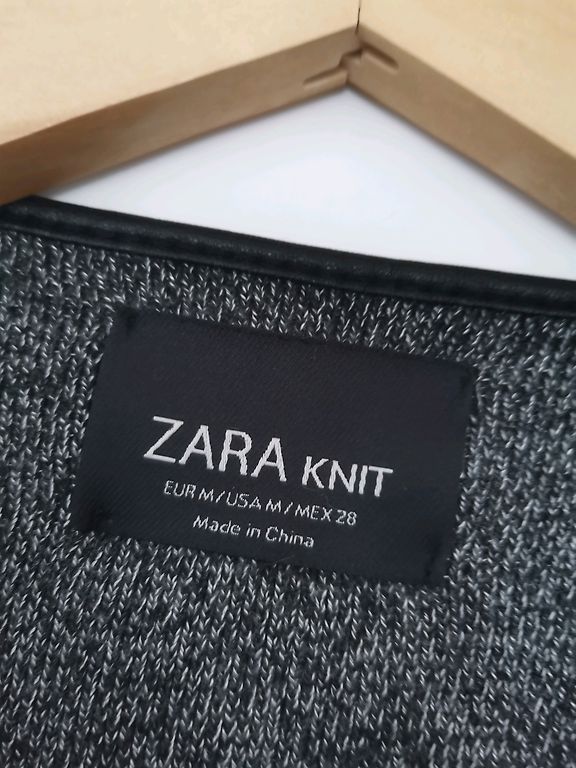 ZARA KNIT
EUR M / USA M / MEX 28
Made in China